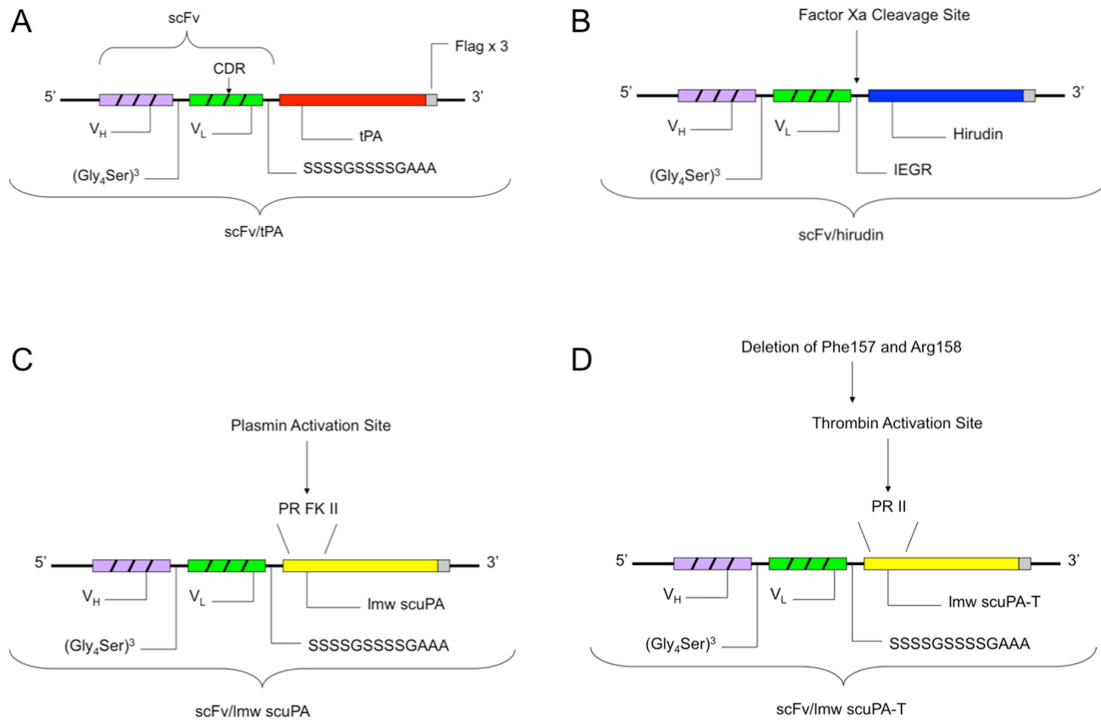 A
scFv
Flag x 3
CDR
5’
3’
VH
VL
tPA
(Gly4Ser)3
SSSSGSSSSGAAA
scFv/tPA
B
Factor Xa Cleavage Site
5’
3’
VH
VL
Hirudin
(Gly4Ser)3
IEGR
scFv/hirudin
C
Plasmin Activation Site
PR FK II
5’
3’
VH
VL
lmw scuPA
(Gly4Ser)3
SSSSGSSSSGAAA
scFv/lmw scuPA
D
Deletion of Phe157 and Arg158
Thrombin Activation Site
PR II
5’
3’
VH
VL
lmw scuPA-T
(Gly4Ser)3
SSSSGSSSSGAAA
scFv/lmw scuPA-T